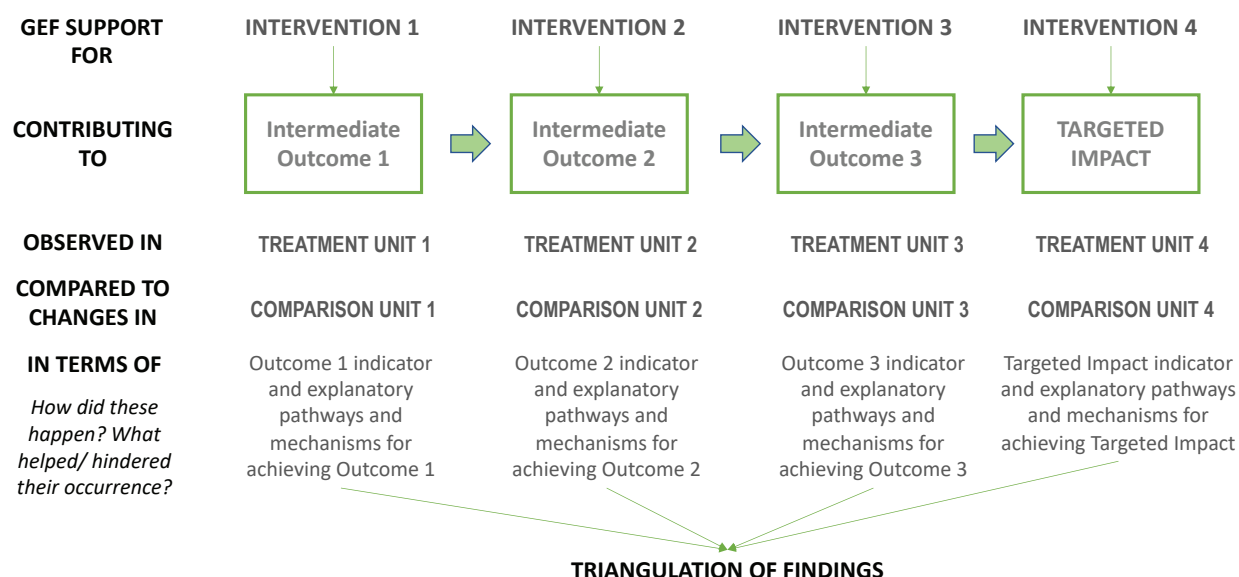 GEF SUPPORT
FOR
INTERVENTION 1
INTERVENTION 2
INTERVENTION 3
INTERVENTION 4
CONTRIBUTING
TO
Intermediate
Outcome 1
Intermediate
Outcome 2
Intermediate
Outcome 3
TARGETED
IMPACT
OBSERVED IN
TREATMENT UNIT 1
TREATMENT UNIT 2
TREATMENT UNIT 3
TREATMENT UNIT 4
COMPARED TO
CHANGES IN
COMPARISON UNIT 1
COMPARISON UNIT 2
COMPARISON UNIT 3
COMPARISON UNIT 4
IN TERMS OF
How did these
happen? What
helped/ hindered
their occurrence?
Outcome 1 indicator
and explanatory
pathways and
mechanisms for
achieving Outcome 1
Outcome 2 indicator
and explanatory
pathways and
mechanisms for
achieving Outcome 2
Outcome 3 indicator
and explanatory
pathways and
mechanisms for
achieving Outcome 3
Targeted Impact indicator
and explanatory pathways
and mechanisms for
achieving Targeted Impact
TRIANGULATION OF FINDINGS